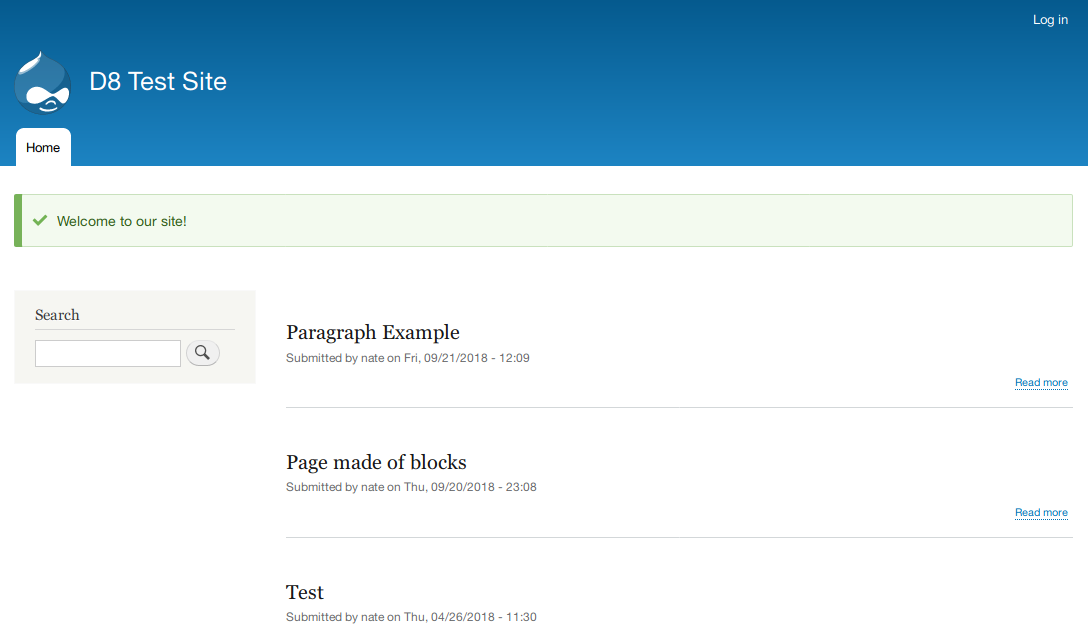 Log in
D8 Test Site
Home
Welcome to our site!
Search
Paragraph Example
Submitted by nate on Fri, 09/21/2018 - 12:09
Read more
Page made of blocks
Submitted by nate on Thu, 09/20/2018 - 23:08
Read more
Test
Submitted by nate on Thu, 04/26/2018 - 11:30